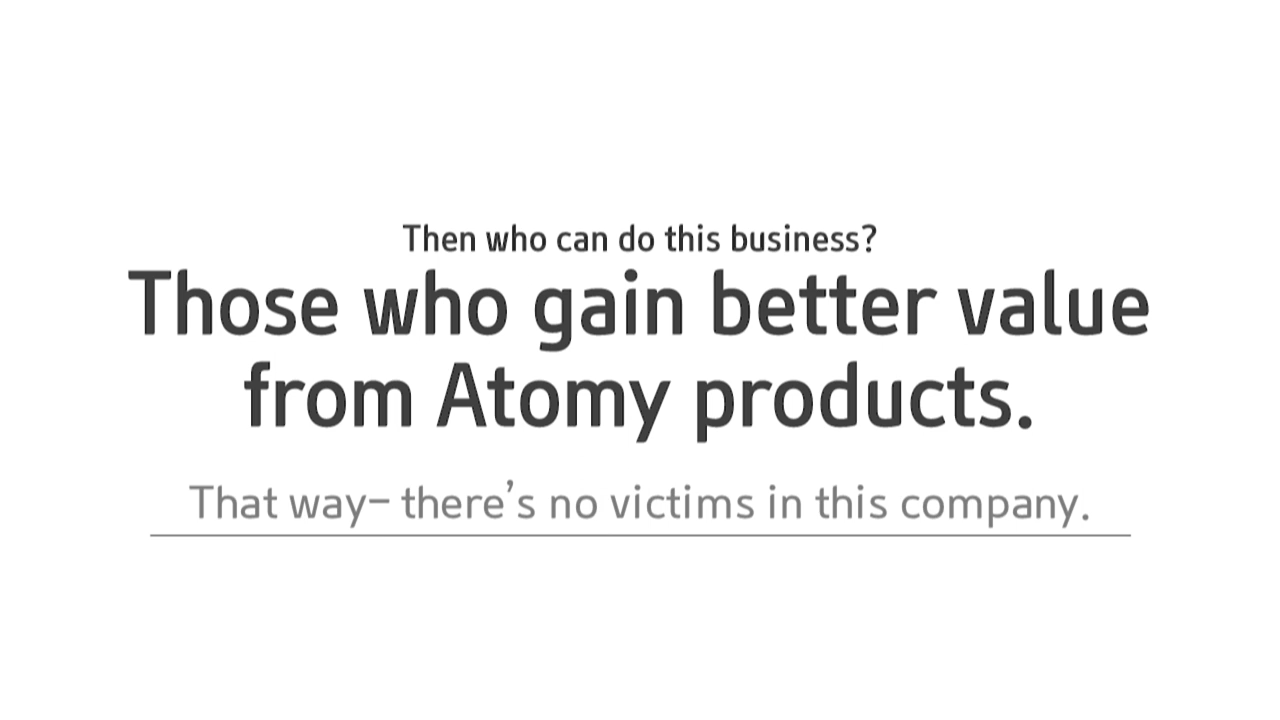 Then who can do this business?
Those who gain better value
from Atomy products.
That way– there’s no victims in this company.